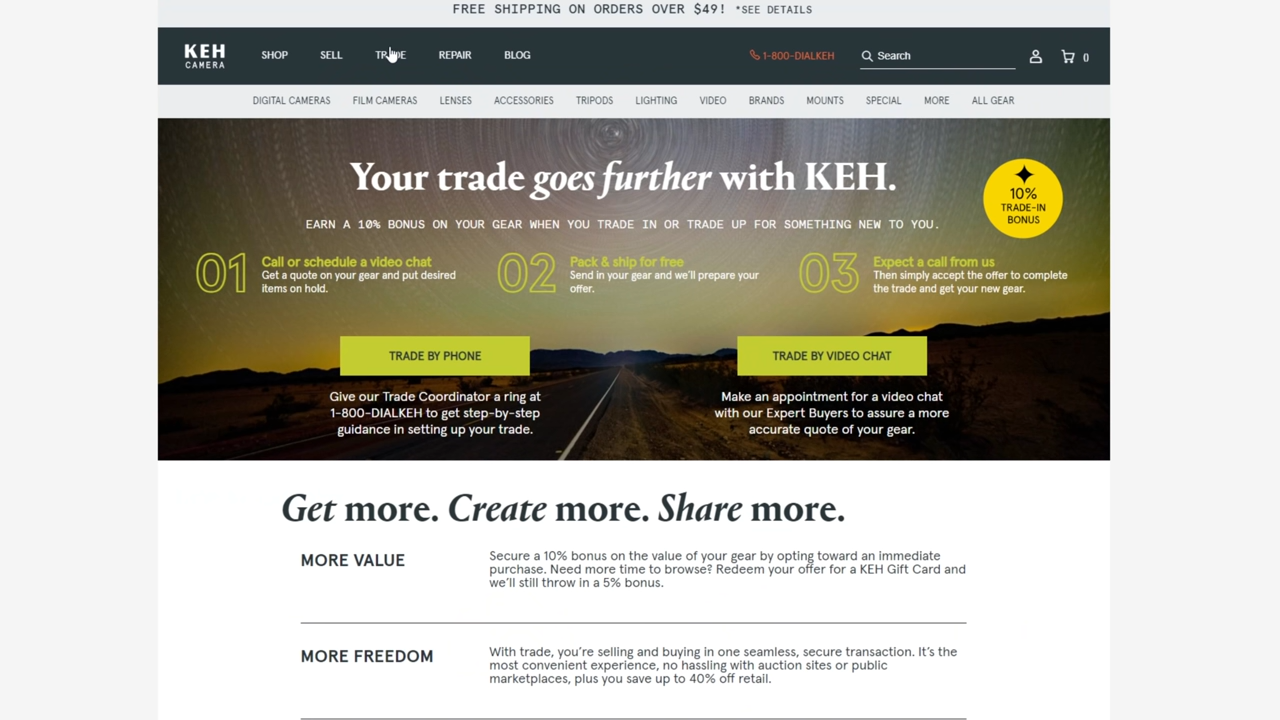 FREE SHIPPING ON ORDERS OVER $49! *SEE DETAILS
KEH
CAMERA
SHOP
SELL
TRADE
REPAIR
BLOG
1-800-DIALKEH
Search
0
DIGITAL CAMERAS
FILM CAMERAS
LENSES
ACCESSORIES
TRIPODS
LIGHTING
VIDEO
BRANDS
MOUNTS
SPECIAL
MORE
ALL GEAR
Your trade goes further with KEH.
10%
TRADE-IN
BONUS
EARN A 10% BONUS ON YOUR GEAR WHEN YOU TRADE IN OR TRADE UP FOR SOMETHING NEW TO YOU.
01
Call or schedule a video chat
Get a quote on your gear and put desired
items on hold.
02
Pack & ship for free
Send in your gear and we'll prepare your
offer.
03
Expect a call from us
Then simply accept the offer to complete
the trade and get your new gear.
TRADE BY PHONE
Give our Trade Coordinator a ring at
1-800-DIALKEH to get step-by-step
guidance in setting up your trade.
TRADE BY VIDEO CHAT
Make an appointment for a video chat
with our Expert Buyers to assure a more
accurate quote of your gear.
Get more. Create more. Share more.
MORE VALUE
Secure a 10% bonus on the value of your gear by opting toward an immediate
purchase. Need more time to browse? Redeem your offer for a KEH Gift Card and
we'll still throw in a 5% bonus.
MORE FREEDOM
With trade, you're selling and buying in one seamless, secure transaction. It's the
most convenient experience, no hassling with auction sites or public
marketplaces, plus you save up to 40% off retail.